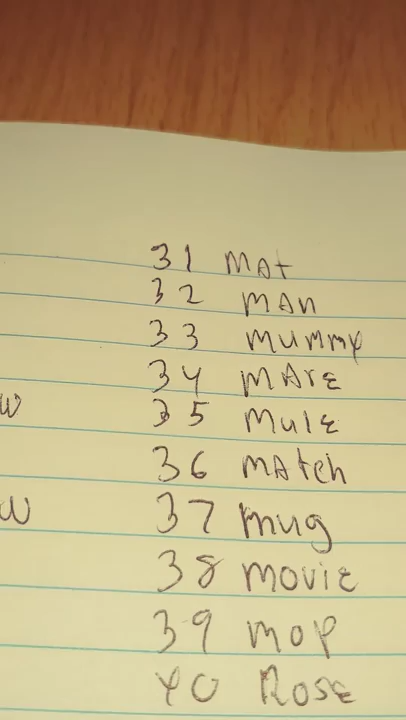 31 MAt
32 MAN
33 MUMMY
34 MArE
w
35 MulE
36 MAtch
w
37 Mug
38 MOVIE
39 MOP
40 ROSE